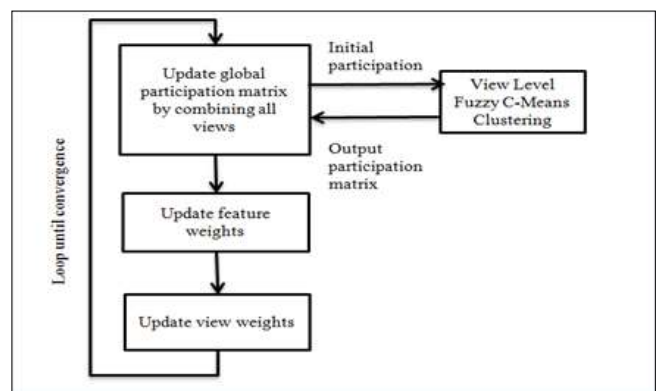 Update global
participation matrix
by combining all
views
Initial
participation
View Level
Fuzzy C-Means
Clustering
Output
participation
matrix
Update feature
weights
Update view weights
Loop until convergence